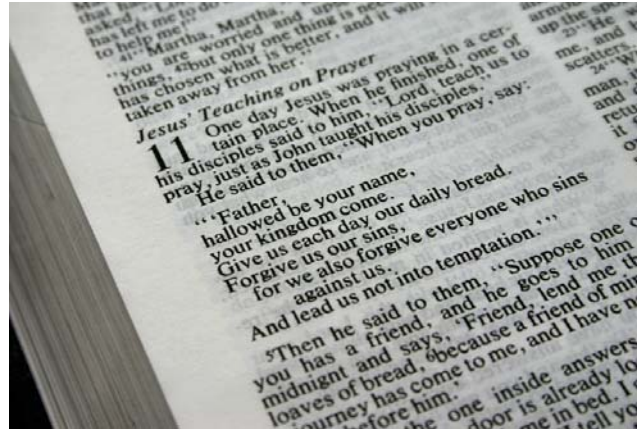 that ha
asked, "Lord,
has left me to do
to help me!"
41"Martha, Martha,
"you are worried and ups
things, 42but only one thing is ne
has chosen what is better, and it wi
taken away from her."
Jesus' Teaching on Prayer
11 One day Jesus was praying in a cer-
tain place. When he finished, one of
his disciples said to him, "Lord, teach us to
pray, just as John taught his disciples."
He said to them, "When you pray, say:
"'Father,
hallowed be your name,
your kingdom come.
Give us each day our daily bread.
Forgive us our sins,
for we also forgive everyone who sins
against us.
And lead us not into temptation.'"
5Then he said to them, "Suppose one o
you has a friend, and he goes to him
midnight and says, 'Friend, lend me th
loaves of bread, 6because a friend of mi
journey has come to me, and I have n
before him.'
the one inside answers
door is already lo
me in bed. I
tell yo
armo
up the spo
23"He
me, and
scatters.
24"W
man, i
and
retu
it